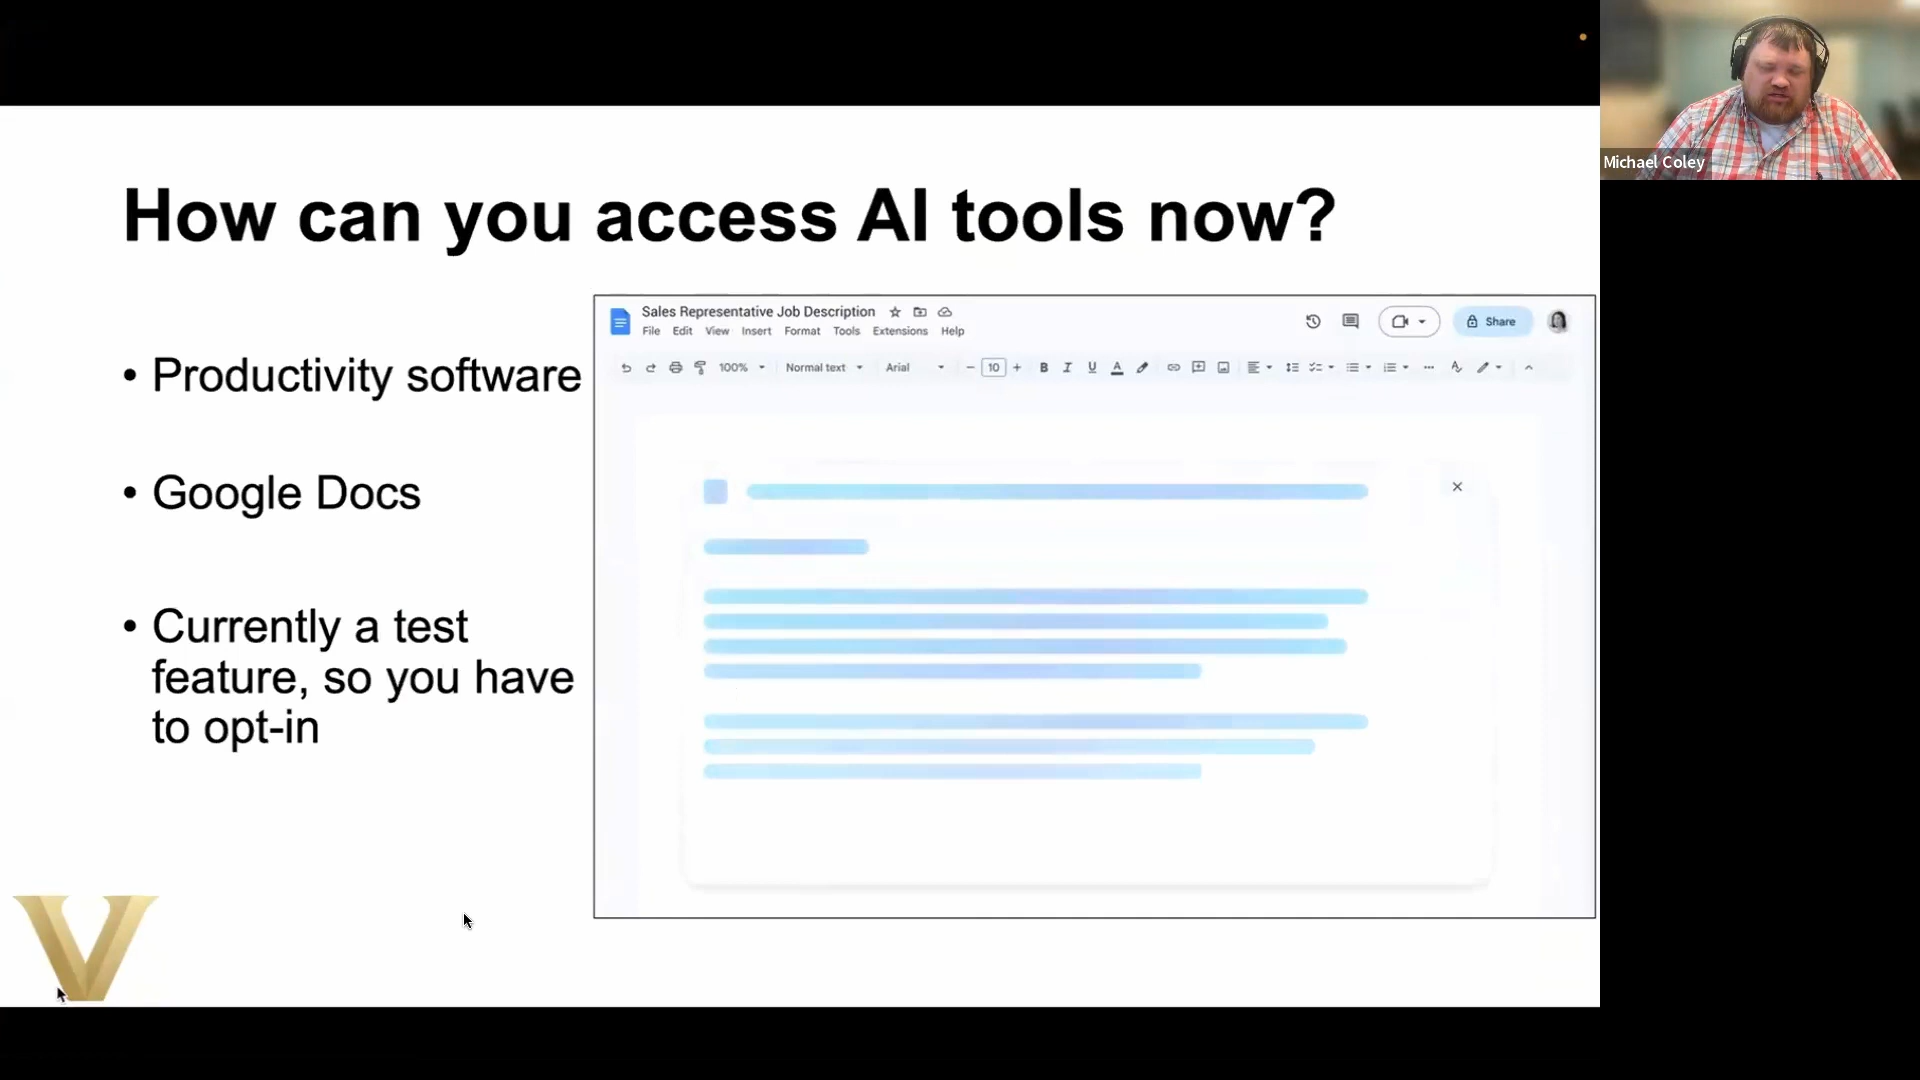 How can you access AI tools now?
• Productivity software
• Google Docs
• Currently a test
feature, so you have
to opt-in
Sales Representative Job Description
File Edit View Insert Format Tools Extensions Help
Share
100% Normal text Arial - 10 + B I U A
V
Michael Coley